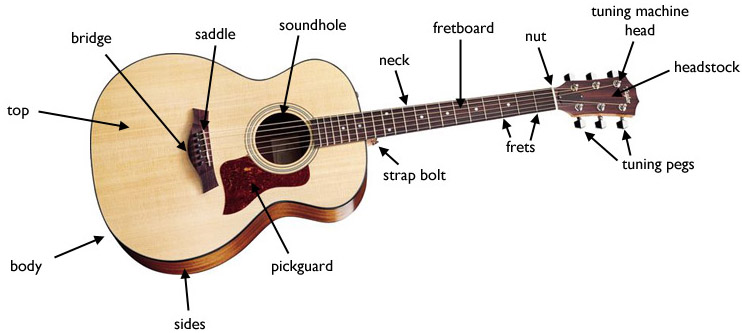 tuning machine
head
soundhole
fretboard
bridge
saddle
nut
neck
headstock
top
frets
tuning pegs
strap bolt
body
pickguard
sides